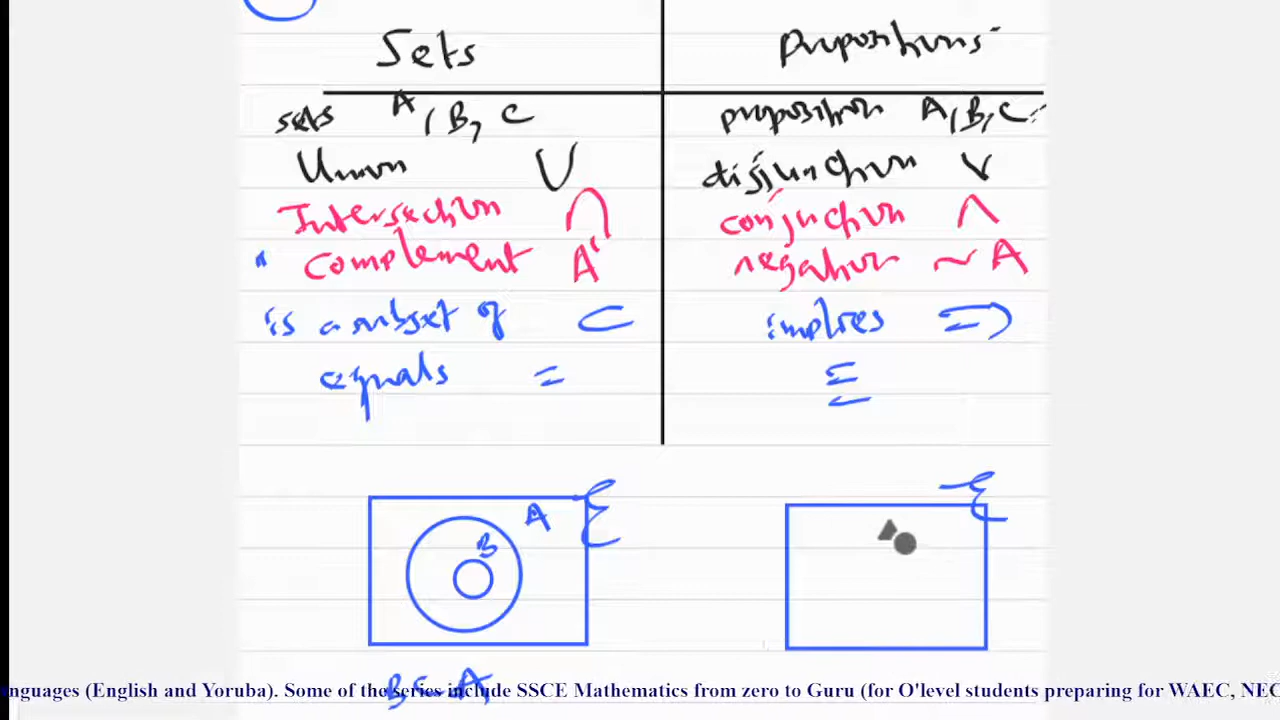 Sets Propositions
sets A, B, C proposition A, B, C
Union ∪ disjunction ∨
Intersection ∩ conjunction ∧
complement A' negation ~A
is a subset of ⊂ implies ⇒
equals = ≡
A ξ ξ
B
B ⊂ A
nguages (English and Yoruba). Some of the series include SSCE Mathematics from zero to Guru (for O'level students preparing for WAEC, NEC